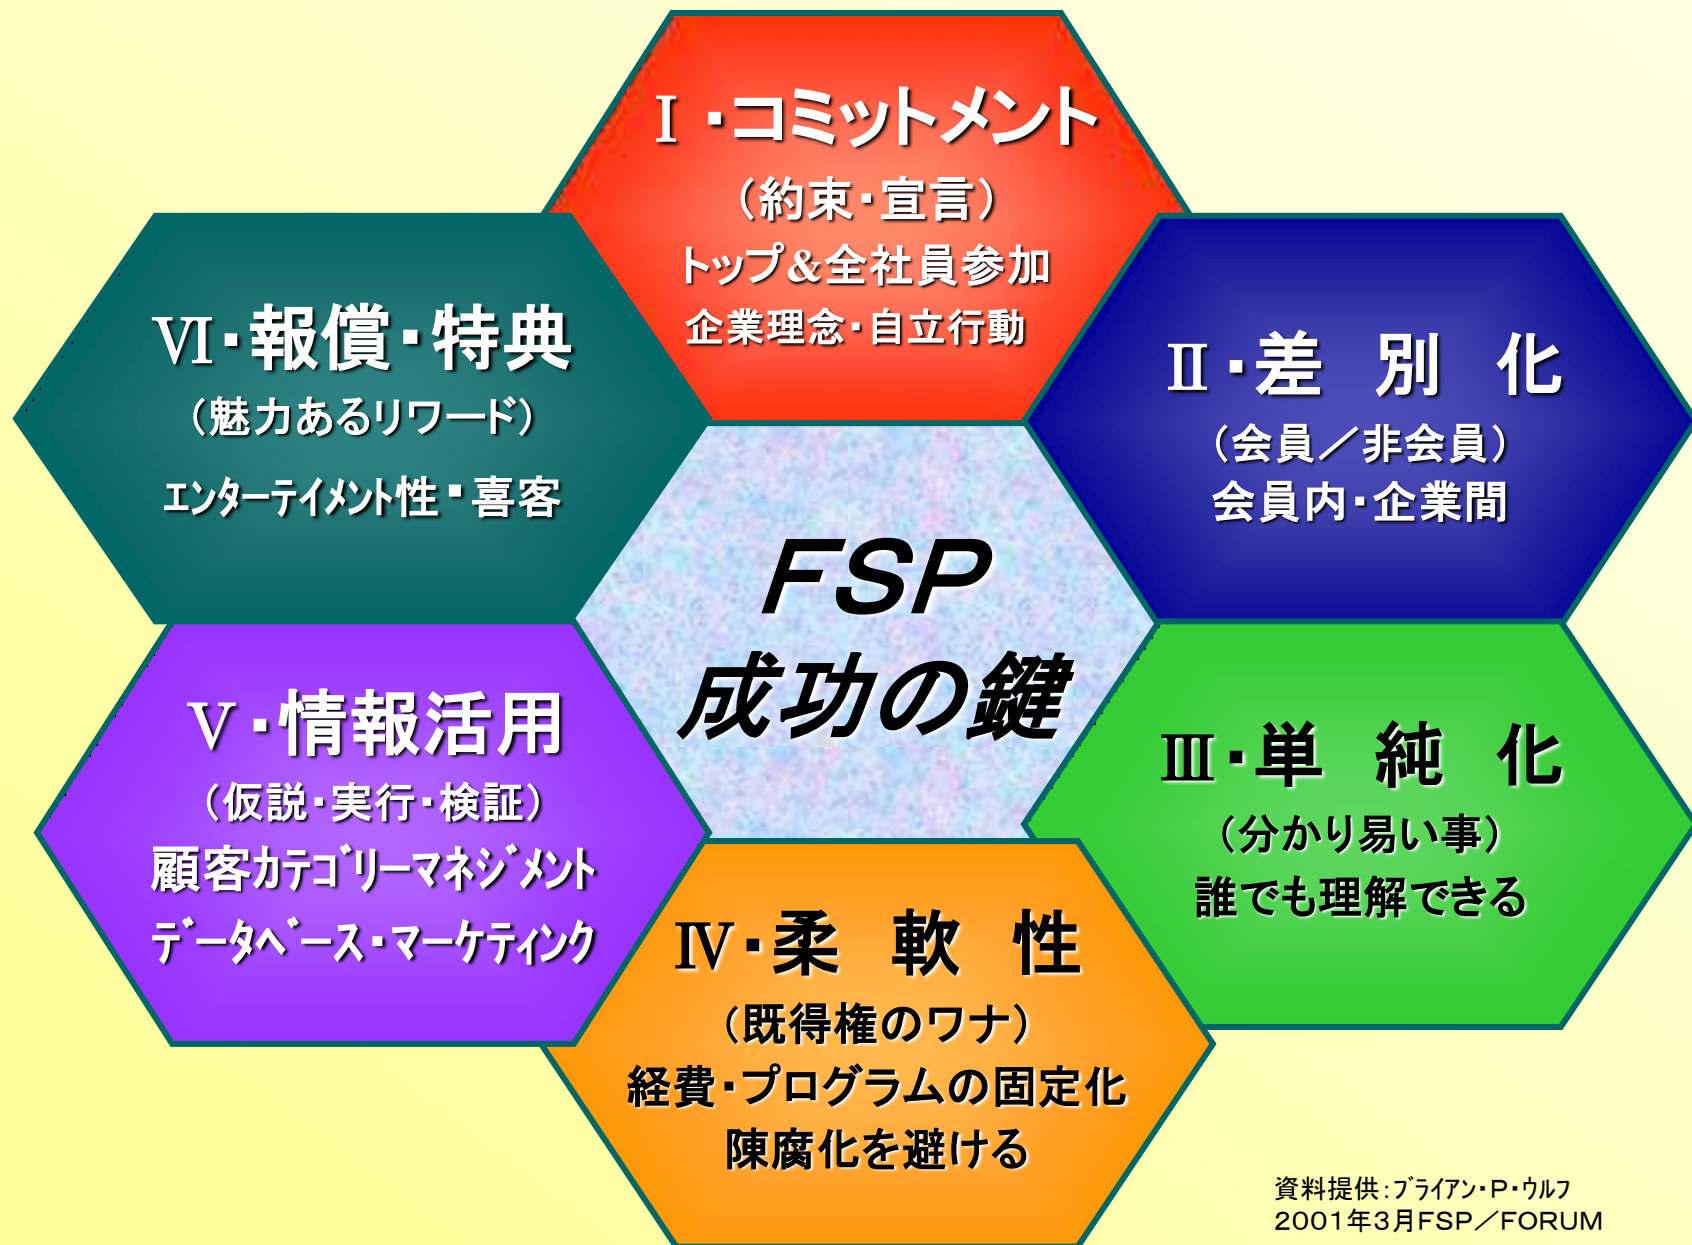 Ⅰ・コミットメント
（約束・宣言）
トップ&全社員参加
企業理念・自立行動
Ⅱ・差　別　化
（会員／非会員）
会員内・企業間
Ⅲ・単　純　化
（分かり易い事）
誰でも理解できる
Ⅳ・柔　軟　性
（既得権のワナ）
経費・プログラムの固定化
陳腐化を避ける
Ⅴ・情報活用
（仮説・実行・検証）
顧客ｶﾃｺﾞﾘｰﾏﾈｼﾞﾒﾝﾄ
ﾃﾞｰﾀﾍﾞｰｽ・ﾏｰｹﾃｨﾝｸ
Ⅵ・報償・特典
（魅力あるリワード）
ｴﾝﾀｰﾃｲﾒﾝﾄ性・喜客
ＦＳＰ
成功の鍵
資料提供：ﾌﾞﾗｲｱﾝ・Ｐ・ｳﾙﾌ
２００１年３月ＦＳＰ／ＦＯＲＵＭ